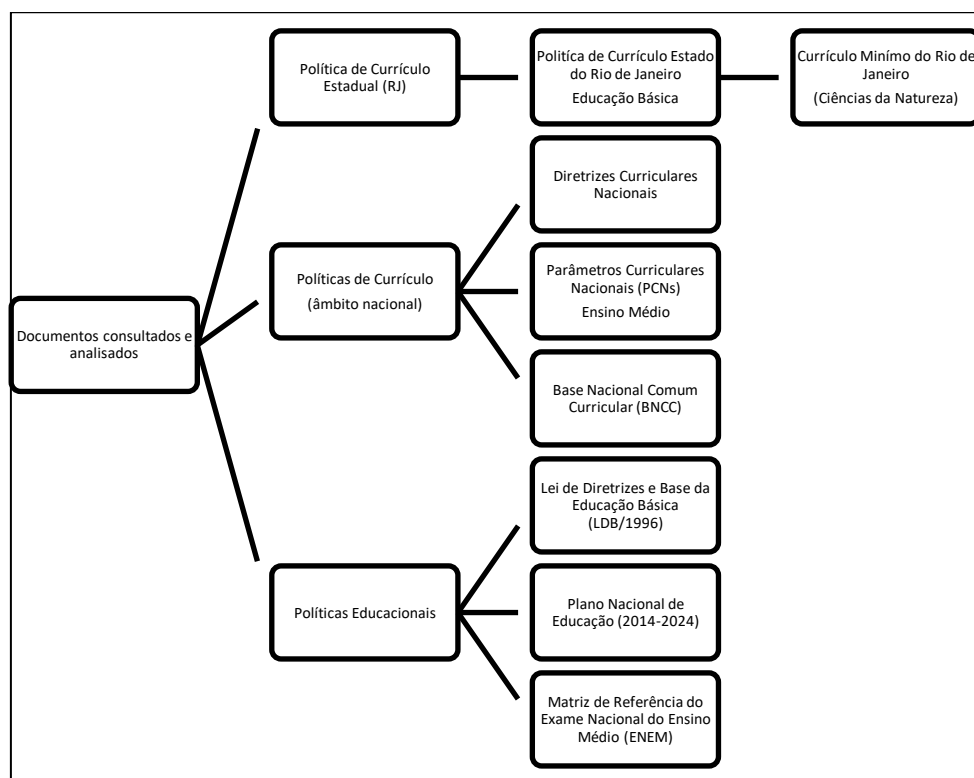 Documentos consultados e
analisados
Política de Currículo
Estadual (RJ)
Politíca de Currículo Estado
do Rio de Janeiro
Educação Básica
Currículo Minímo do Rio de
Janeiro
(Ciências da Natureza)
Políticas de Currículo
(âmbito nacional)
Diretrizes Curriculares
Nacionais
Parâmetros Curriculares
Nacionais (PCNs)
Ensino Médio
Base Nacional Comum
Curricular (BNCC)
Políticas Educacionais
Lei de Diretrizes e Base da
Educação Básica
(LDB/1996)
Plano Nacional de
Educação (2014-2024)
Matriz de Referência do
Exame Nacional do Ensino
Médio (ENEM)